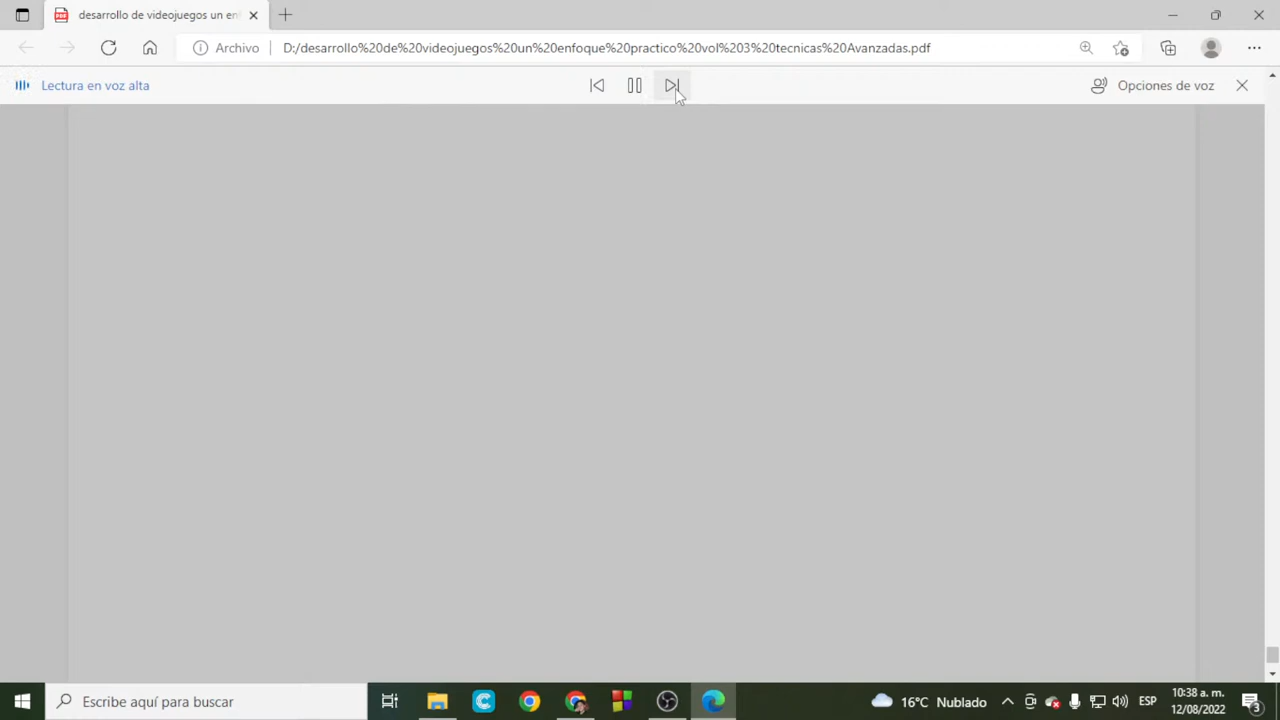 desarrollo de videojuegos un en
Archivo
D:/desarrollo%20de%20videojuegos%20un%20enfoque%20practico%20vol%203%20tecnicas%20Avanzadas.pdf
Lectura en voz alta
Opciones de voz
Escribe aquí para buscar
16°C Nublado
ESP
10:38 a. m.
12/08/2022
3